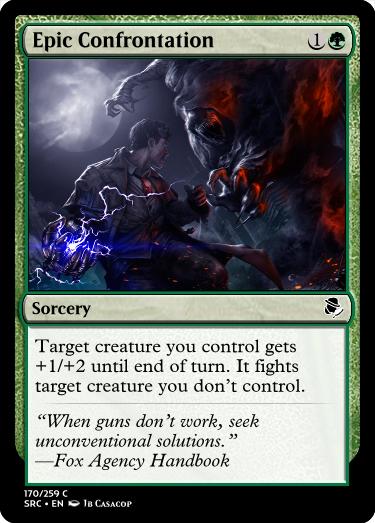 Epic Confrontation 1
Sorcery
Target creature you control gets
+1/+2 until end of turn. It fights
target creature you don't control.
"When guns don't work, seek
unconventional solutions."
—Fox Agency Handbook
170/259 C
SRC • EN Jb Casacop